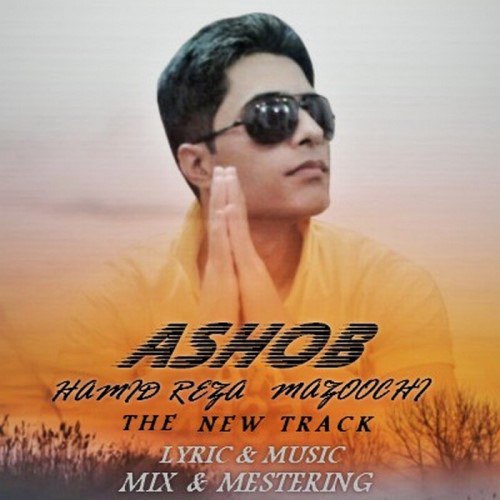 ASHOB
HAMID REZA MAZOOCHI
THE NEW TRACK
LYRIC & MUSIC
MIX & MESTERING